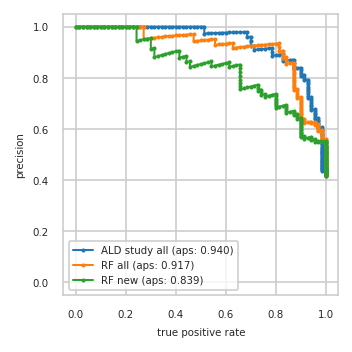 1.0
0.8
0.6
0.4
0.2
0.0
precision
ALD study all (aps: 0.940)
RF all (aps: 0.917)
RF new (aps: 0.839)
0.0 0.2 0.4 0.6 0.8 1.0
true positive rate